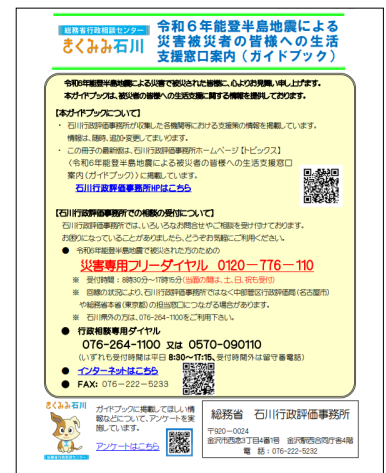 総務省行政相談センター
きくみみ石川
令和６年能登半島地震による
災害被災者の皆様への生活
支援窓口案内（ガイドブック）
令和6年能登半島地震による災害で被災された皆様に、心よりお見舞い申し上げます。
本ガイドブックは、被災者の皆様への生活支援に関する情報を提供しております。
【本ガイドブックについて】
・ 石川行政評価事務所が収集した各機関等における支援策の情報を掲載しています。
情報は、随時、追加・変更してまいります。
・ この冊子の最新版は、石川行政評価事務所ホームページ【トピックス】
（令和６年能登半島地震による被災者の皆様への生活支援窓口
案内（ガイドブック））に掲載しています。
石川行政評価事務所HPはこちら
【石川行政評価事務所での相談の受付について】
石川行政評価事務所では、いろいろなお問合せやご相談を受け付けております。
お困りになっていることがありましたら、どうぞお気軽にご利用ください。
● 令和6年能登半島地震で被災された方のための
災害専用フリーダイヤル 0120－776－110
※ 受付時間：8時30分～17時15分（当面の間は、土、日、祝も受付）
※ 回線の状況により、石川行政評価事務所ではなく中部管区行政評価局（名古屋市）
や総務省本省（東京都）の担当窓口につながる場合があります。
※ 石川県外の方は、076-264-1100をご利用下さい。
● 行政相談専用ダイヤル
076-264-1100 又は 0570-090110
（いずれも受付時間は平日 8:30～17:15、受付時間外は留守番電話）
● インターネットはこちら
● FAX: 076－222－5233
きくみみ石川
総務省行政相談センター
ガイドブックに掲載してほしい情
報などについて、アンケートを実
施しています。
アンケートはこちら
総務省 石川行政評価事務所
〒920－0024
金沢市西念3丁目4番1号 金沢駅西合同庁舎4階
電 話：076-222-5232